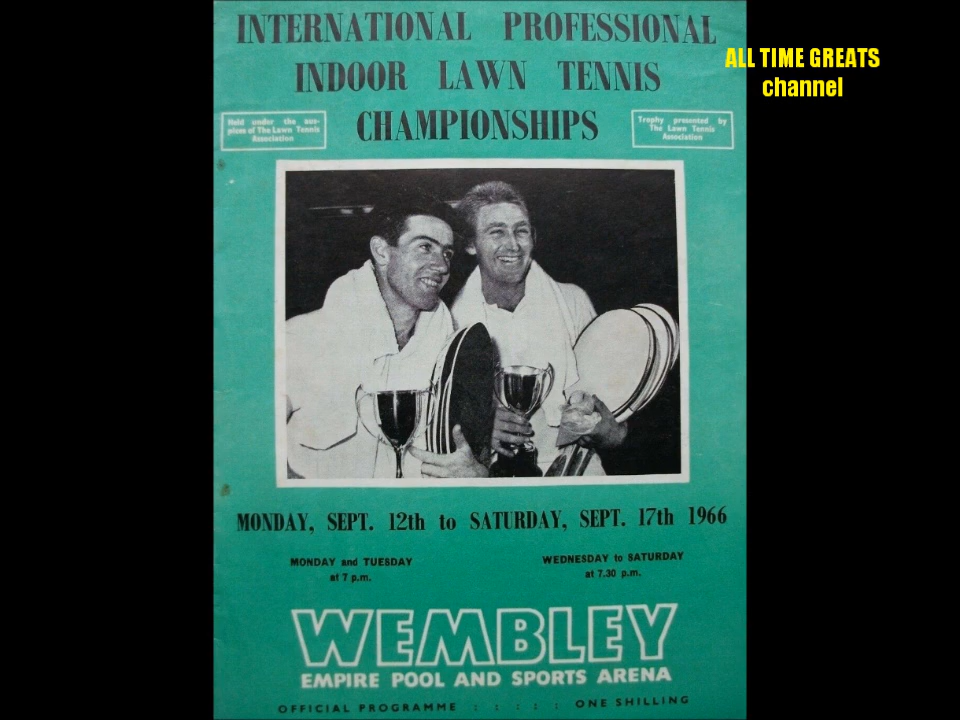 INTERNATIONAL PROFESSIONAL
INDOOR LAWN TENNIS
CHAMPIONSHIPS
Held under the aus-
pices of The Lawn Tennis
Association
Trophy presented by
The Lawn Tennis
Association
ALL TIME GREATS
channel
MONDAY, SEPT. 12th to SATURDAY, SEPT. 17th 1966
MONDAY and TUESDAY
at 7 p.m.
WEDNESDAY to SATURDAY
at 7.30 p.m.
WEMBLEY
EMPIRE POOL AND SPORTS ARENA
OFFICIAL PROGRAMME : : : : : ONE SHILLING